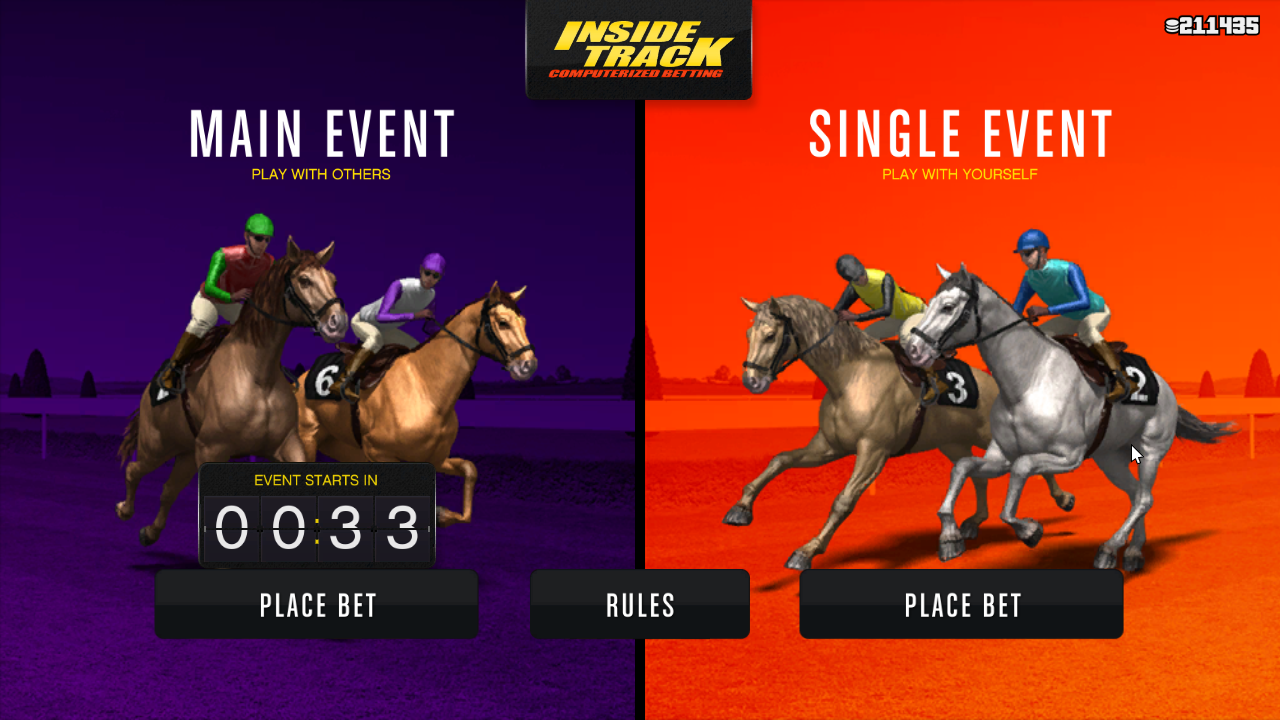 INSIDE
TRACK
COMPUTERIZED BETTING
211435
MAIN EVENT
PLAY WITH OTHERS
SINGLE EVENT
PLAY WITH YOURSELF
6
3
2
EVENT STARTS IN
00:33
PLACE BET
RULES
PLACE BET